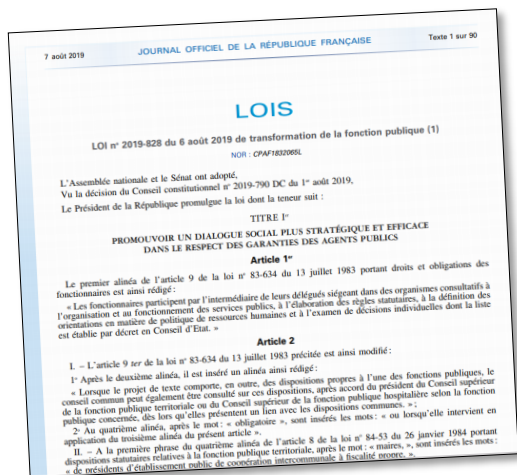 7 août 2019
JOURNAL OFFICIEL DE LA RÉPUBLIQUE FRANÇAISE
Texte 1 sur 90
LOIS
LOI nº 2019-828 du 6 août 2019 de transformation de la fonction publique (1)
NOR : CPAF1832065L
L'Assemblée nationale et le Sénat ont adopté,
Vu la décision du Conseil constitutionnel nº 2019-790 DC du 1er août 2019,
Le Président de la République promulgue la loi dont la teneur suit :
TITRE Ier
PROMOUVOIR UN DIALOGUE SOCIAL PLUS STRATÉGIQUE ET EFFICACE
DANS LE RESPECT DES GARANTIES DES AGENTS PUBLICS
Article 1er
Le premier alinéa de l'article 9 de la loi nº 83-634 du 13 juillet 1983 portant droits et obligations des
fonctionnaires est ainsi rédigé :
« Les fonctionnaires participent par l'intermédiaire de leurs délégués siégeant dans des organismes consultatifs à
l'organisation et au fonctionnement des services publics, à l'élaboration des règles statutaires, à la définition des
orientations en matière de politique de ressources humaines et à l'examen de décisions individuelles dont la liste
est établie par décret en Conseil d'Etat. »
Article 2
I. – L'article 9 ter de la loi nº 83-634 du 13 juillet 1983 précitée est ainsi modifié :
1º Après le deuxième alinéa, il est inséré un alinéa ainsi rédigé :
« Lorsque le projet de texte comporte, en outre, des dispositions propres à l'une des fonctions publiques, le
conseil commun peut également être consulté sur ces dispositions, après accord du président du Conseil supérieur
de la fonction publique territoriale ou du Conseil supérieur de la fonction publique hospitalière selon la fonction
publique concernée, dès lors qu'elles présentent un lien avec les dispositions communes. » ;
2º Au quatrième alinéa, après le mot : « obligatoire », sont insérés les mots : « ou lorsqu'elle intervient en
application du troisième alinéa du présent article ».
II. – A la première phrase du quatrième alinéa de l'article 8 de la loi nº 84-53 du 26 janvier 1984 portant
dispositions statutaires relatives à la fonction publique territoriale, après le mot : « maires, », sont insérés les mots :
« de présidents d'établissement public de coopération intercommunale à fiscalité propre, ».